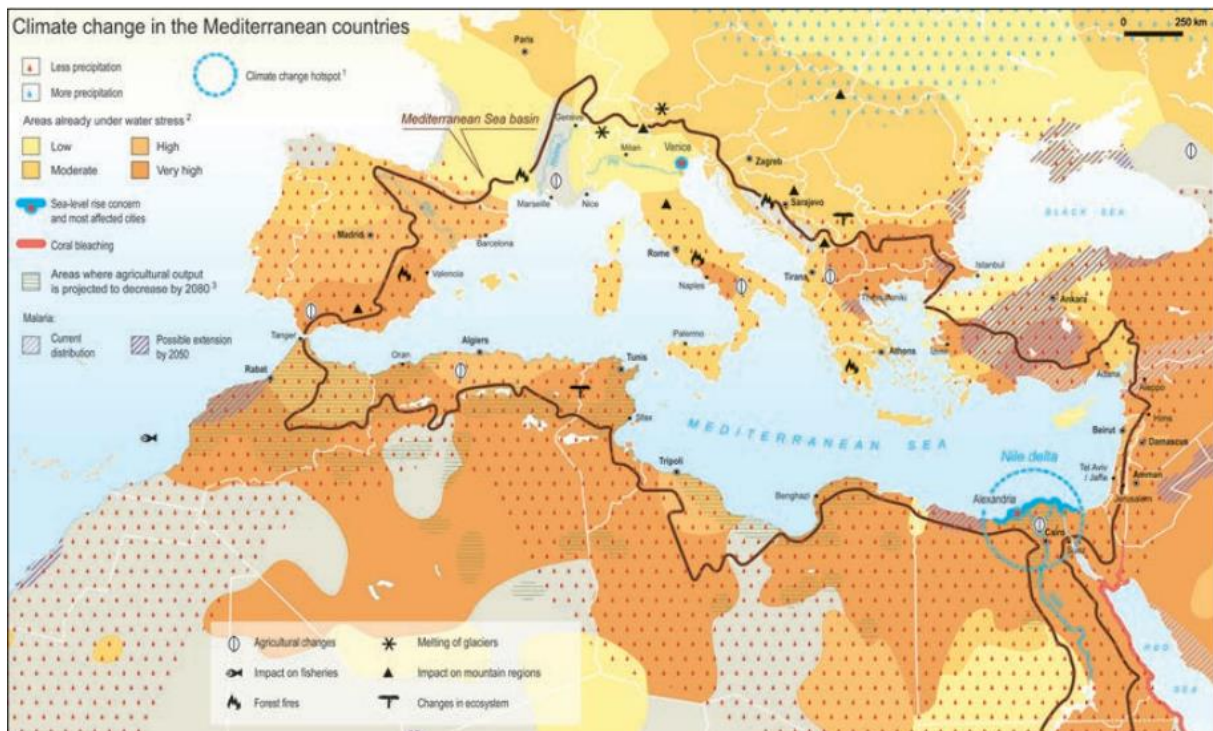 Climate change in the Mediterranean countries
Less precipitation
More precipitation
Climate change hotspot 1
Areas already under water stress 2
Low
High
Moderate
Very high
Sea-level rise concern
and most affected cities
Coral bleaching
Areas where agricultural output
is projected to decrease by 2080 3
Malaria:
Current
distribution
Possible extension
by 2050
0 250 km
Paris
Mediterranean Sea basin
Genève
Milan
Venice
Po
Zagreb
Marseille
Nice
Sarajevo
BLACK SEA
Madrid
Barcelona
Rome
Valencia
Naples
Tirana
Thessaloniki
Istanbul
Ankara
Tanger
Palermo
Athens
Izmir
Adana
Aleppo
Algiers
Oran
Tunis
Rabat
Sfax
MEDITERRANEAN SEA
Homs
Beirut
Damascus
Tripoli
Nile delta
Tel Aviv
/ Jaffa
Amman
Benghazi
Alexandria
Jerusalem
Cairo
RED
SEA
Agricultural changes
Melting of glaciers
Impact on fisheries
Impact on mountain regions
Forest fires
Changes in ecosystem